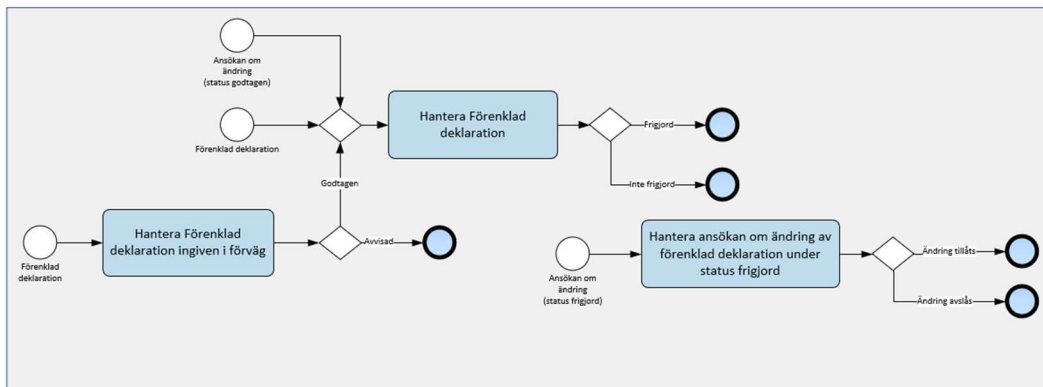 Ansökan om
ändring
(status godtagen)
Förenklad deklaration
Hantera Förenklad
deklaration
Frigjord
Inte frigjord
Godtagen
Förenklad
deklaration
Hantera Förenklad
deklaration ingiven i förväg
Avvisad
Ansökan om
ändring
(status frigjord)
Hantera ansökan om ändring av
förenklad deklaration under
status frigjord
Ändring tillåts
Ändring avslås